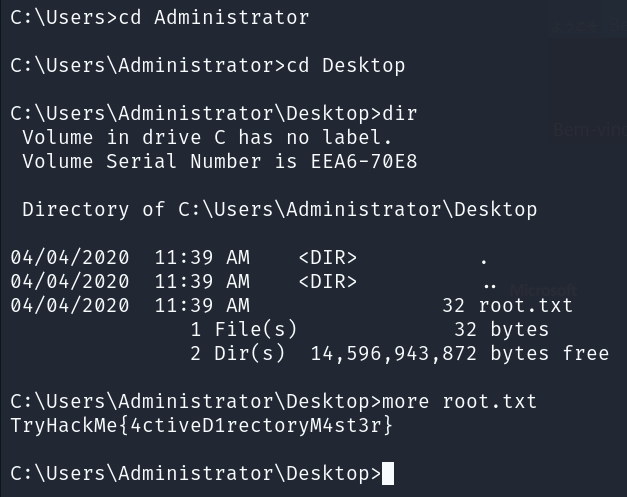 C:\Users>cd Administrator
C:\Users\Administrator>cd Desktop
C:\Users\Administrator\Desktop>dir
 Volume in drive C has no label.
 Volume Serial Number is EEA6-70E8
 Directory of C:\Users\Administrator\Desktop
04/04/2020  11:39 AM    <DIR>          .
04/04/2020  11:39 AM    <DIR>          ..
04/04/2020  11:39 AM                32 root.txt
               1 File(s)             32 bytes
               2 Dir(s)  14,596,943,872 bytes free
C:\Users\Administrator\Desktop>more root.txt
TryHackMe{4ctiveD1rectoryM4st3r}
C:\Users\Administrator\Desktop>
Bem-vind
Microsoft